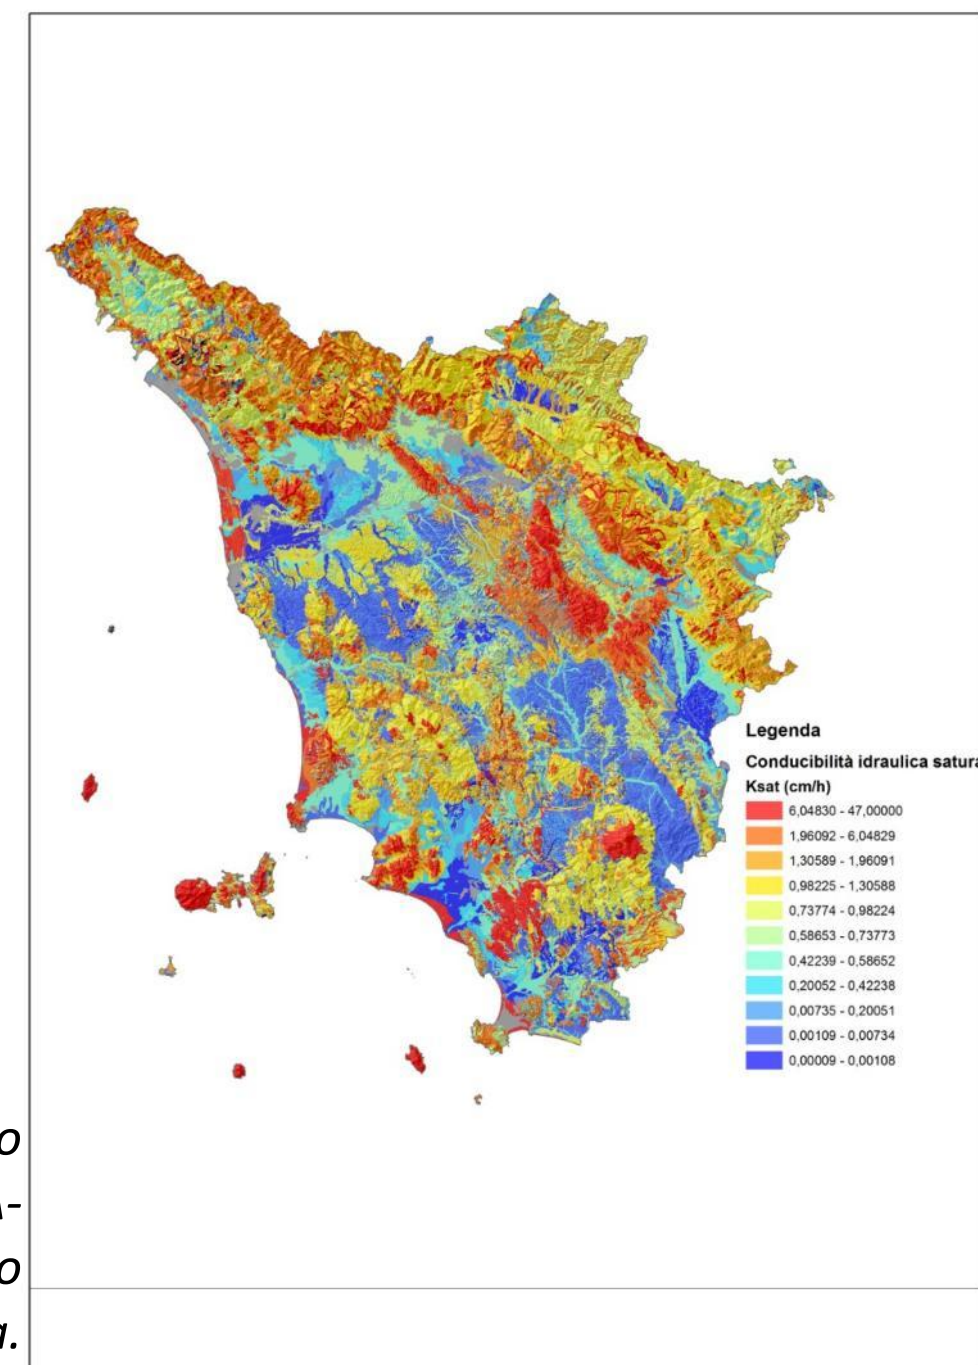 Legenda
Conducibilità idraulica satura
Ksat (cm/h)
6,04830 - 47,00000
1,96092 - 6,04829
1,30589 - 1,96091
0,98225 - 1,30588
0,73774 - 0,98224
0,58653 - 0,73773
0,42239 - 0,58652
0,20052 - 0,42238
0,00735 - 0,20051
0,00109 - 0,00734
0,00009 - 0,00108